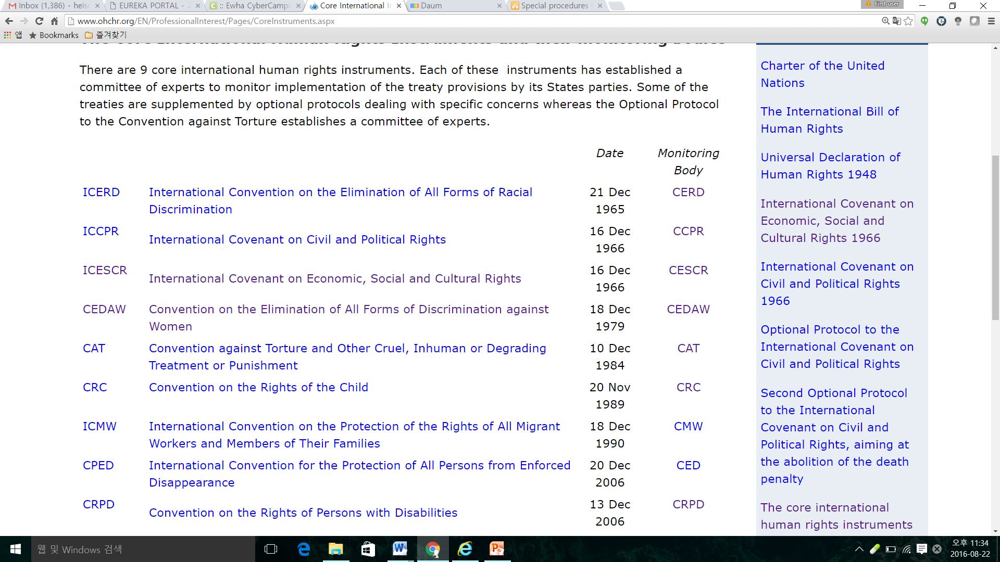 Inbox (1,386) - heis
EUREKA PORTAL -
:: Ewha CyberCampu
Core International In
Daum
Special procedures
First user
www.ohchr.org/EN/ProfessionalInterest/Pages/CoreInstruments.aspx
앱
Bookmarks
즐겨찾기
The Core International Human Rights Instruments and their monitoring bodies
There are 9 core international human rights instruments. Each of these instruments has established a
committee of experts to monitor implementation of the treaty provisions by its States parties. Some of the
treaties are supplemented by optional protocols dealing with specific concerns whereas the Optional Protocol
to the Convention against Torture establishes a committee of experts.
Date
Monitoring
Body
ICERD
International Convention on the Elimination of All Forms of Racial
Discrimination
21 Dec
1965
CERD
ICCPR
International Covenant on Civil and Political Rights
16 Dec
1966
CCPR
ICESCR
International Covenant on Economic, Social and Cultural Rights
16 Dec
1966
CESCR
CEDAW
Convention on the Elimination of All Forms of Discrimination against
Women
18 Dec
1979
CEDAW
CAT
Convention against Torture and Other Cruel, Inhuman or Degrading
Treatment or Punishment
10 Dec
1984
CAT
CRC
Convention on the Rights of the Child
20 Nov
1989
CRC
ICMW
International Convention on the Protection of the Rights of All Migrant
Workers and Members of Their Families
18 Dec
1990
CMW
CPED
International Convention for the Protection of All Persons from Enforced
Disappearance
20 Dec
2006
CED
CRPD
Convention on the Rights of Persons with Disabilities
13 Dec
2006
CRPD
Charter of the United
Nations
The International Bill of
Human Rights
Universal Declaration of
Human Rights 1948
International Covenant on
Economic, Social and
Cultural Rights 1966
International Covenant on
Civil and Political Rights
1966
Optional Protocol to the
International Covenant on
Civil and Political Rights
Second Optional Protocol
to the International
Covenant on Civil and
Political Rights, aiming at
the abolition of the death
penalty
The core international
human rights instruments
웹 및 Windows 검색
오후 11:34
2016-08-22